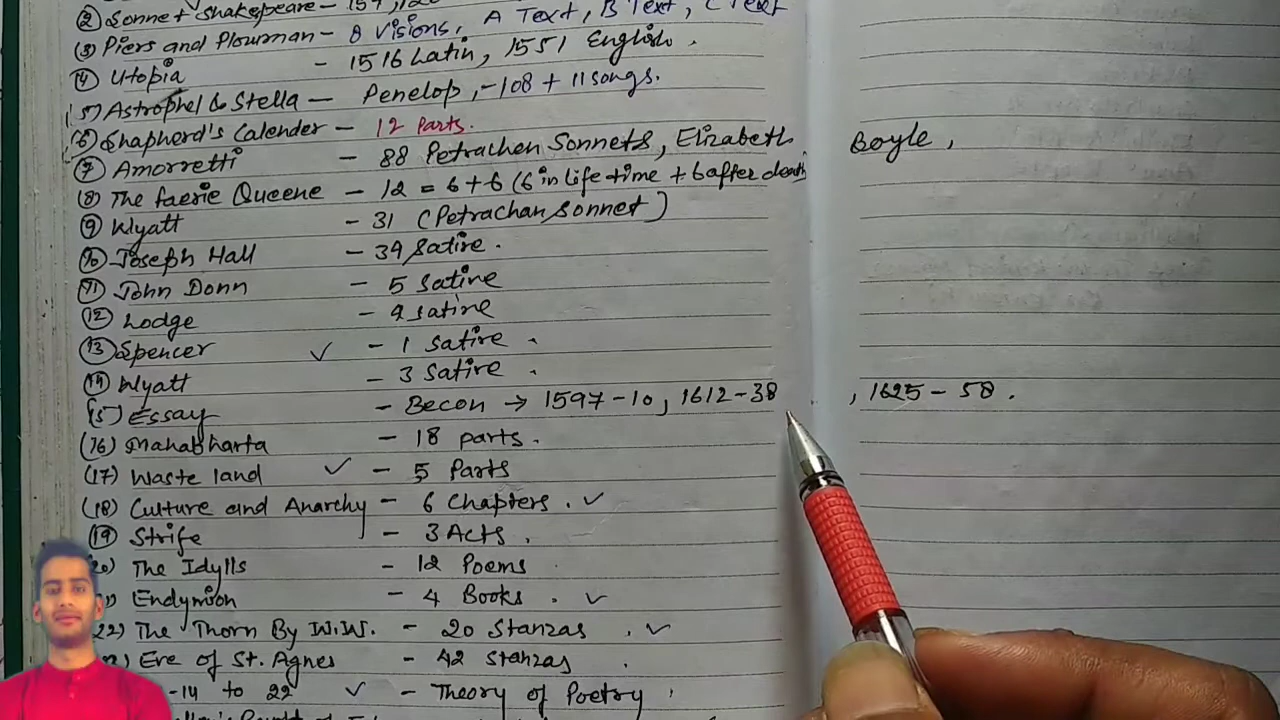 (2) Sonnet Shakespeare - 154, 126
(3) Piers and Plowman - 8 Visions, A Text, B Text, C Text
(4) Utopia - 1516 Latin, 1551 English.
(5) Astrophel & Stella - Penelop, - 108 + 11 songs.
(6) Shapherd's Calender - 12 Parts.
(7) Amorretti - 88 Petrachen Sonnets, Elizabeth Boyle,
(8) The faerie Queene - 12 = 6+6 (6 in life time + 6 affer death
(9) Wyatt - 31 (Petrachan Sonnet)
(10) Joseph Hall - 34 Satire.
(11) John Donn - 5 Satire
(12) Lodge - 4 Satire
(13) Spencer ✓ - 1 Satire.
(14) Wyatt - 3 Satire.
(15) Essay - Becon → 1597-10, 1612-38, 1625-58.
(16) Mahabharta - 18 parts.
(17) Waste land ✓ - 5 Parts
(18) Culture and Anarchy - 6 Chapters. ✓
(19) Strife - 3 Acts.
20) The Idylls - 12 Poems
) Endymion - 4 Books. ✓
22) The Thorn By W.W. - 20 Stanzas. ✓
) Eve of St. Agnes - 42 Stanzas.
-14 to 22 ✓ - Theory of Poetry